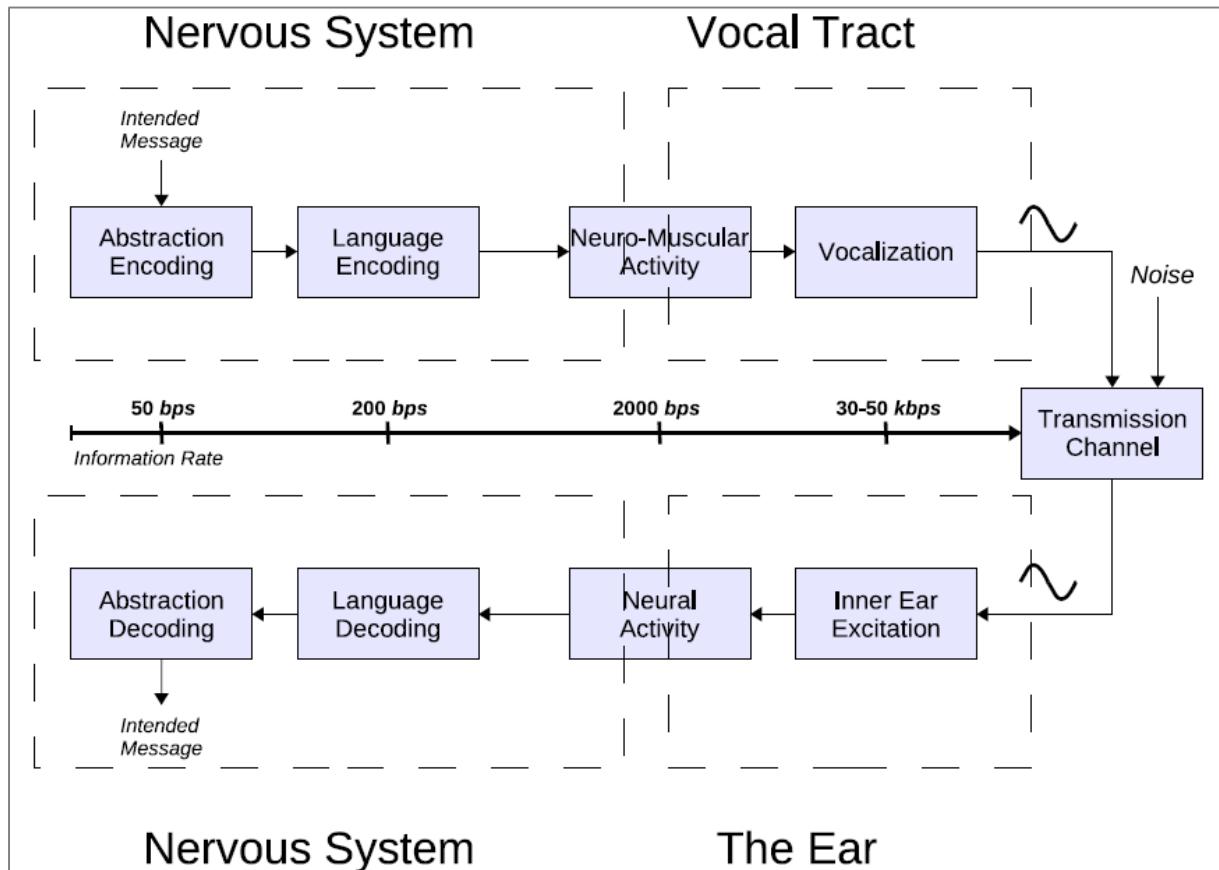 Nervous System
Vocal Tract
Intended
Message
Abstraction
Encoding
Language
Encoding
Neuro-Muscular
Activity
Vocalization
Noise
50 bps
200 bps
2000 bps
30-50 kbps
Information Rate
Transmission
Channel
Abstraction
Decoding
Language
Decoding
Neural
Activity
Inner Ear
Excitation
Intended
Message
Nervous System
The Ear